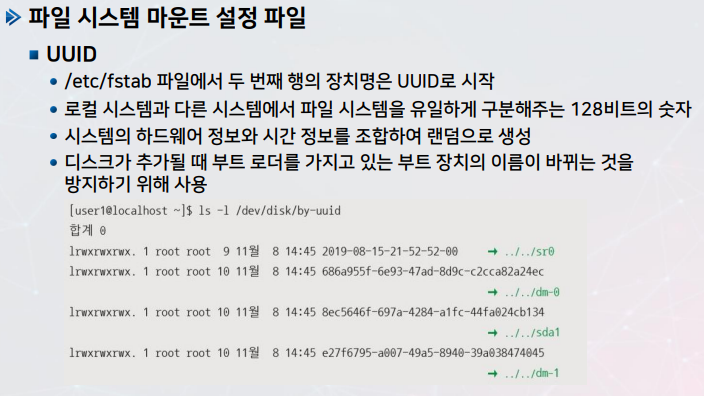 파일 시스템 마운트 설정 파일
UUID
/etc/fstab 파일에서 두 번째 행의 장치명은 UUID로 시작
로컬 시스템과 다른 시스템에서 파일 시스템을 유일하게 구분해주는 128비트의 숫자
시스템의 하드웨어 정보와 시간 정보를 조합하여 랜덤으로 생성
디스크가 추가될 때 부트 로더를 가지고 있는 부트 장치의 이름이 바뀌는 것을
방지하기 위해 사용
[user1@localhost ~]$ ls -l /dev/disk/by-uuid
합계 0
lrwxrwxrwx. 1 root root  9 11월  8 14:45 2019-08-15-21-52-52-00 → ../../sr0
lrwxrwxrwx. 1 root root 10 11월  8 14:45 686a955f-6e93-47ad-8d9c-c2cca82a24ec
→ ../../dm-0
lrwxrwxrwx. 1 root root 10 11월  8 14:45 8ec5646f-697a-4284-a1fc-44fa024cb134
→ ../../sda1
lrwxrwxrwx. 1 root root 10 11월  8 14:45 e27f6795-a007-49a5-8940-39a038474045
→ ../../dm-1